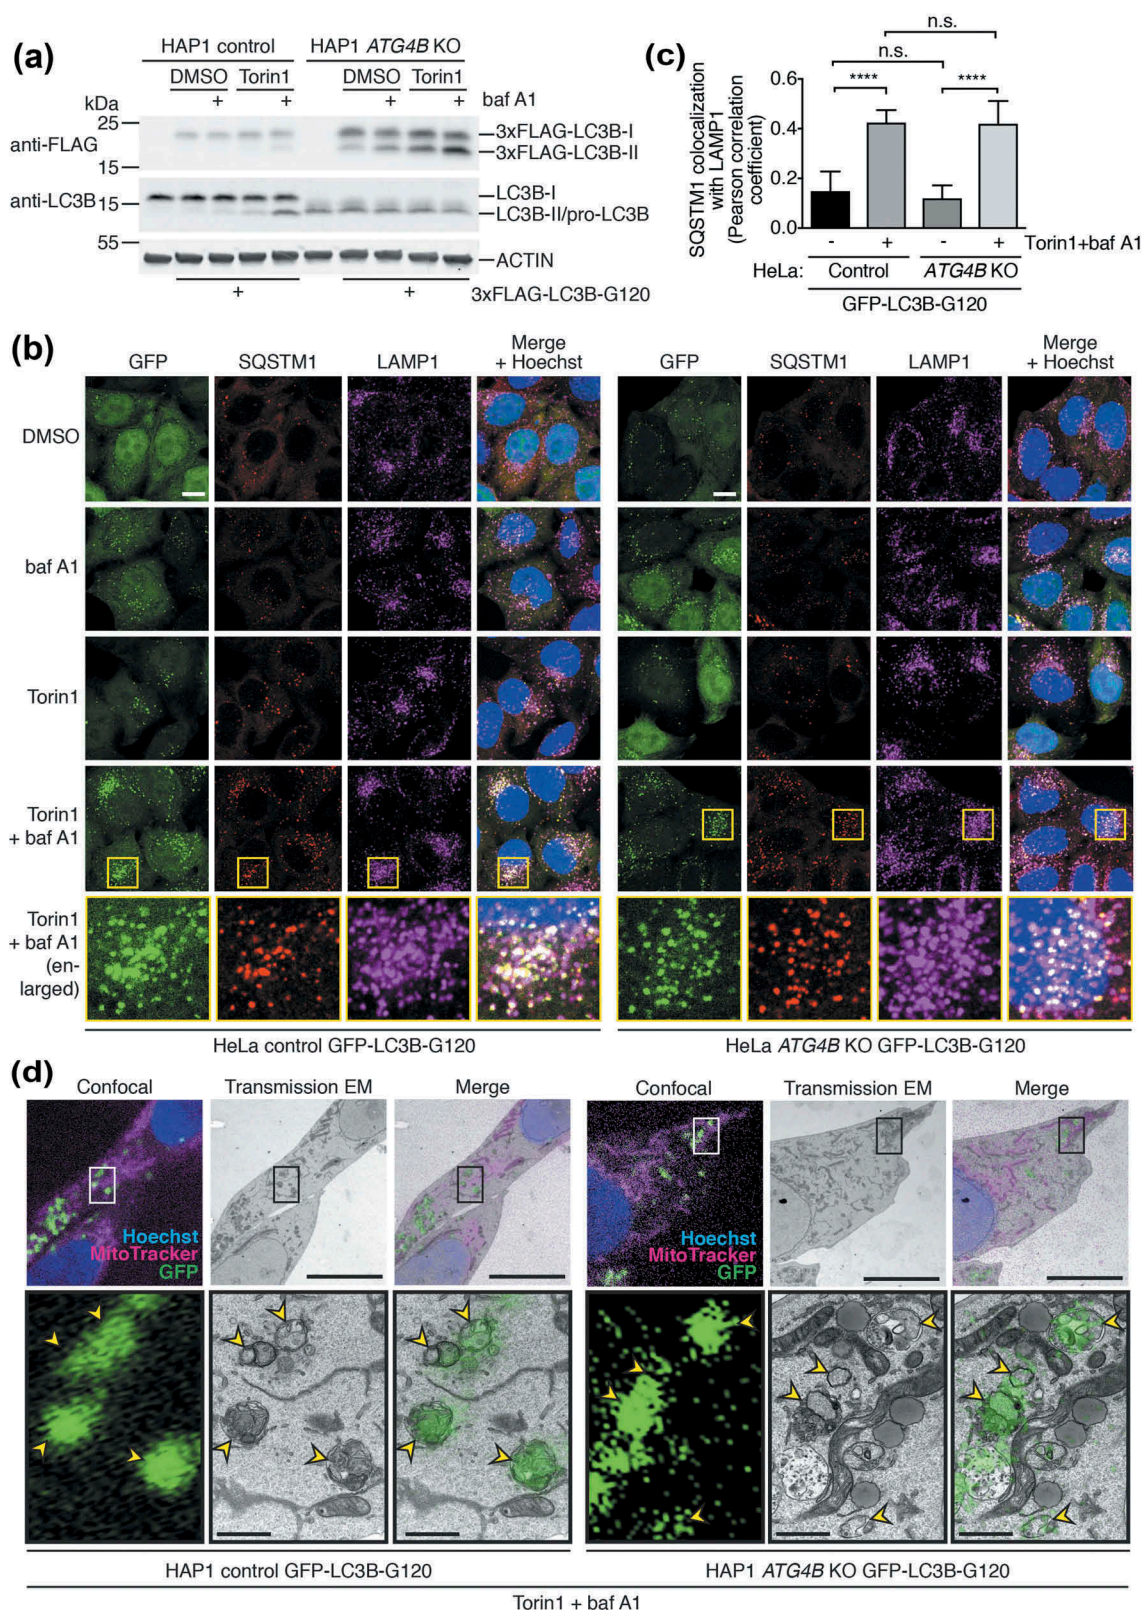 (a)
HAP1 control HAP1 ATG4B KO
DMSO Torin1 DMSO Torin1
kDa + + + + baf A1
25
anti-FLAG
3xFLAG-LC3B-I
3xFLAG-LC3B-II
15
anti-LC3B
15
LC3B-I
LC3B-II/pro-LC3B
55
ACTIN
+ + 3xFLAG-LC3B-G120
(c)
n.s.
n.s.
**** ****
SQSTM1 colocalization
with LAMP1
(Pearson correlation
coefficient)
0.6
0.4
0.2
0.0
- + - + Torin1+baf A1
HeLa: Control ATG4B KO
GFP-LC3B-G120
(b)
GFP SQSTM1 LAMP1 Merge + Hoechst GFP SQSTM1 LAMP1 Merge + Hoechst
DMSO
baf A1
Torin1
Torin1
+ baf A1
Torin1
+ baf A1
(en-
larged)
HeLa control GFP-LC3B-G120 HeLa ATG4B KO GFP-LC3B-G120
(d)
Confocal Transmission EM Merge Confocal Transmission EM Merge
Hoechst
MitoTracker
GFP
Hoechst
MitoTracker
GFP
HAP1 control GFP-LC3B-G120 HAP1 ATG4B KO GFP-LC3B-G120
Torin1 + baf A1